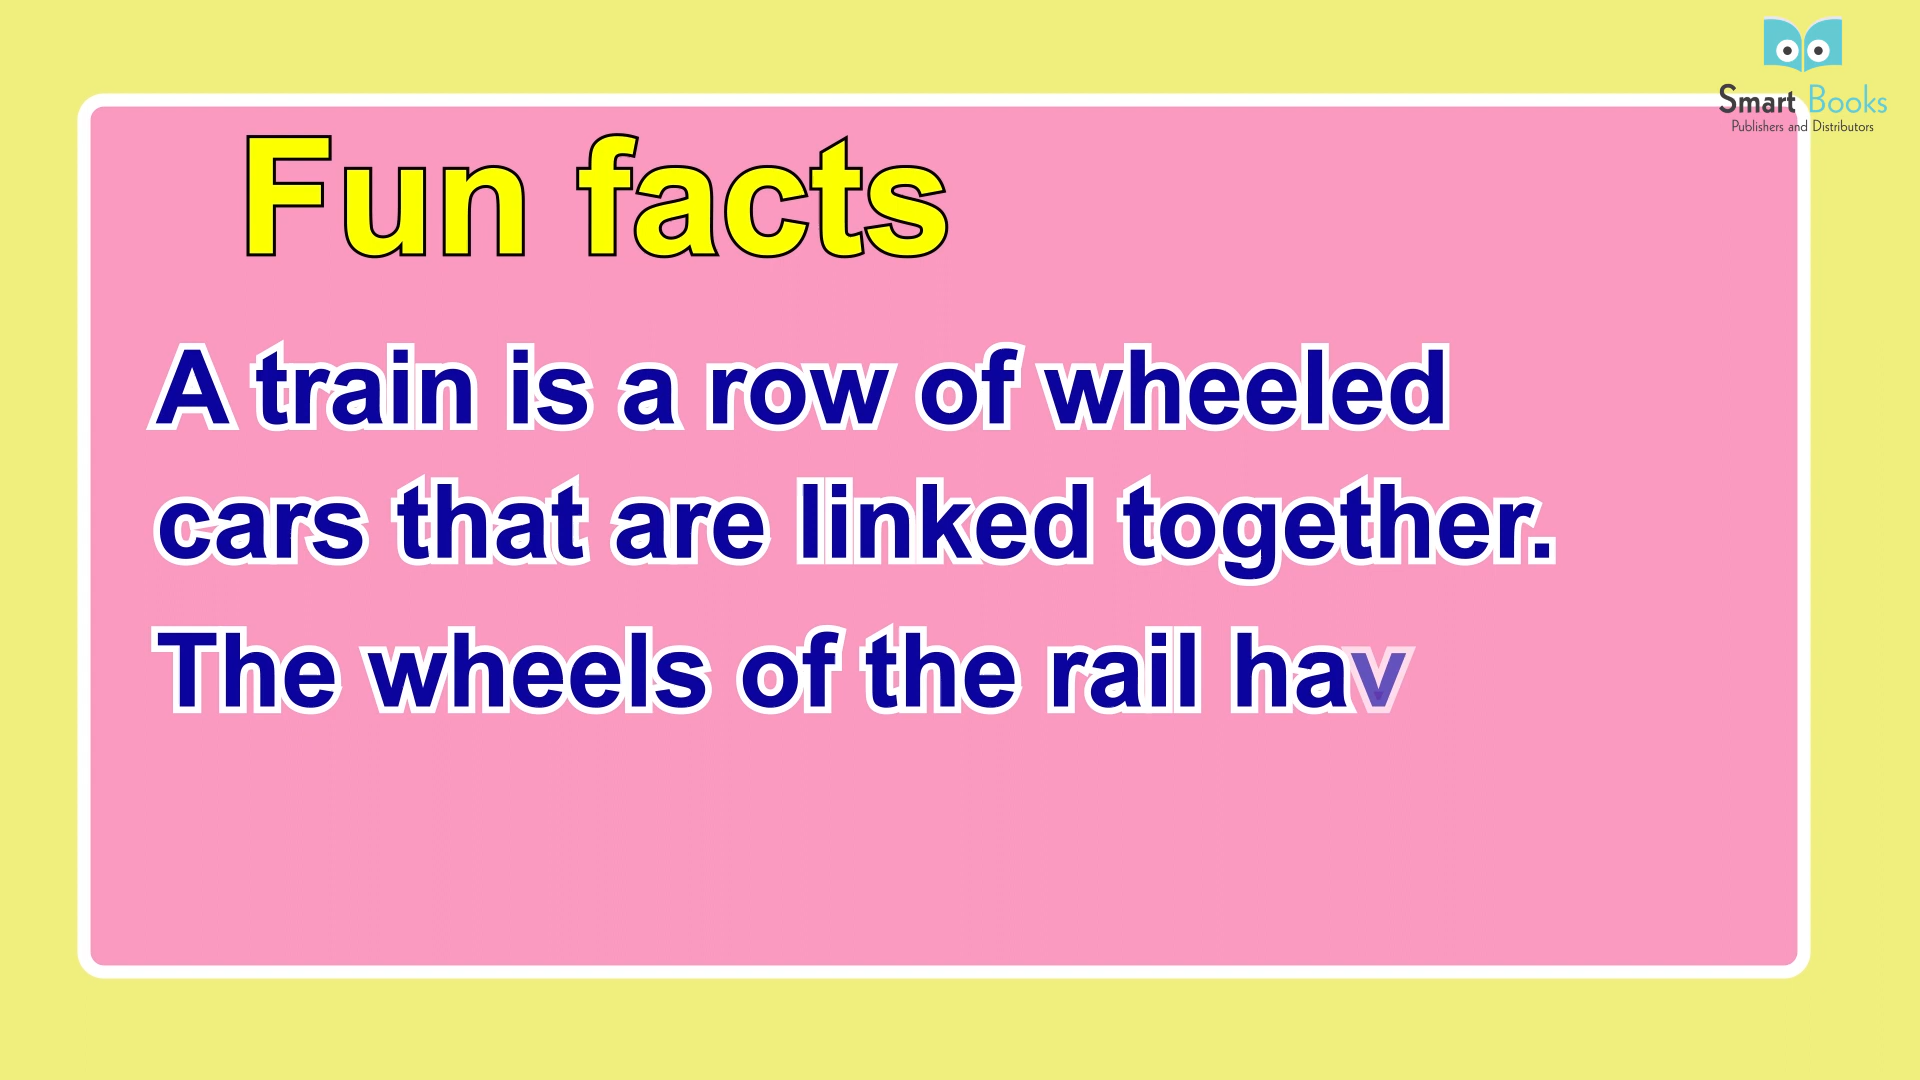 Smart Books
Publishers and Distributors
Fun facts
A train is a row of wheeled
cars that are linked together.
The wheels of the rail hav